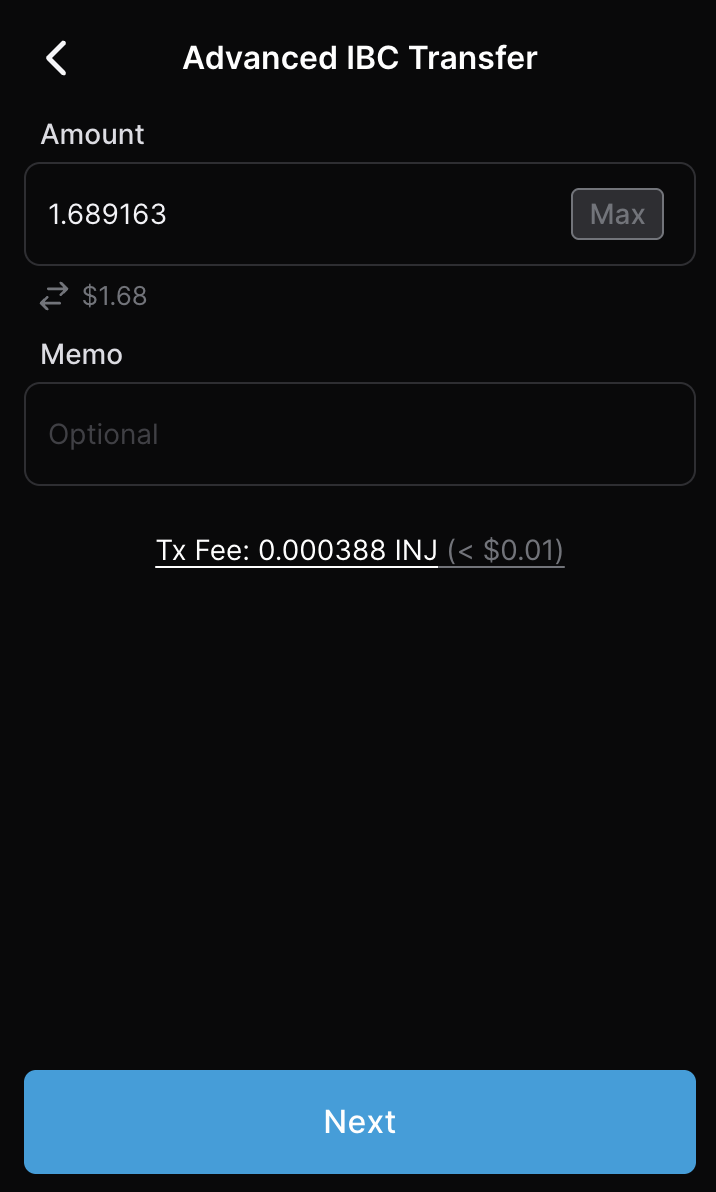 Advanced IBC Transfer
Amount
1.689163
Max
$1.68
Memo
Optional
Tx Fee: 0.000388 INJ (< $0.01)
Next